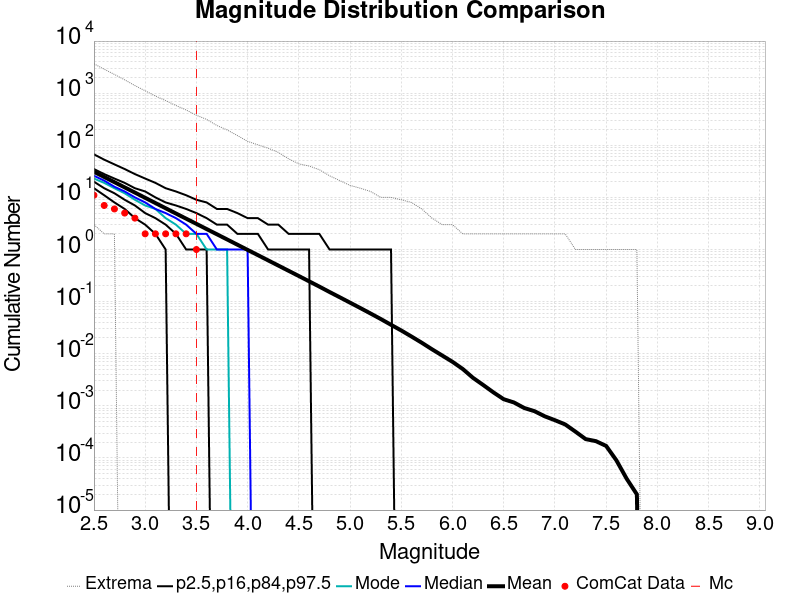 Magnitude Distribution Comparison
10 4
10 3
10 2
10 1
10 0
10 -1
10 -2
10 -3
10 -4
10 -5
Cumulative Number
2.5 3.0 3.5 4.0 4.5 5.0 5.5 6.0 6.5 7.0 7.5 8.0 8.5 9.0
Magnitude
Extrema p2.5,p16,p84,p97.5 Mode Median Mean ComCat Data Mc